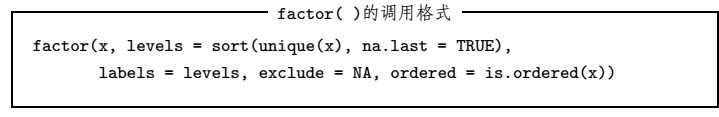 factor( )的调用格式
factor(x, levels = sort(unique(x), na.last = TRUE),
labels = levels, exclude = NA, ordered = is.ordered(x))